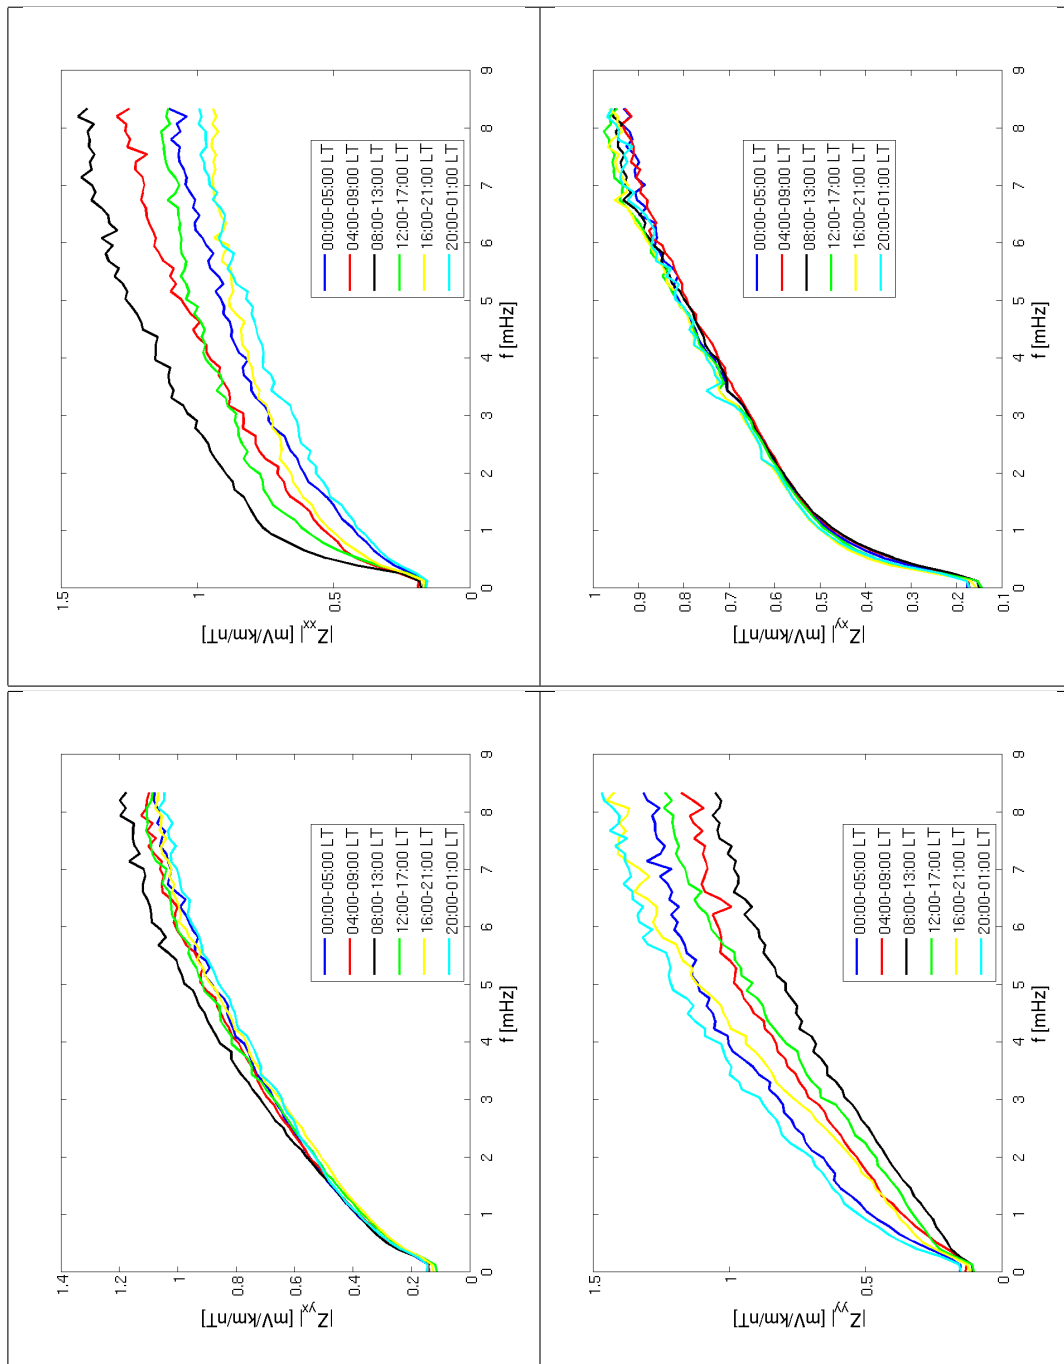 |Z_yx| [mV/km/nT]
1.4
1.2
1
0.8
0.6
0.4
0.2
0
0 1 2 3 4 5 6 7 8 9
f [mHz]
00:00-05:00 LT
04:00-09:00 LT
08:00-13:00 LT
12:00-17:00 LT
16:00-21:00 LT
20:00-01:00 LT
|Z_xx| [mV/km/nT]
1.5
1
0.5
0
0 1 2 3 4 5 6 7 8 9
f [mHz]
00:00-05:00 LT
04:00-09:00 LT
08:00-13:00 LT
12:00-17:00 LT
16:00-21:00 LT
20:00-01:00 LT
|Z_yy| [mV/km/nT]
1.5
1
0.5
0
0 1 2 3 4 5 6 7 8 9
f [mHz]
00:00-05:00 LT
04:00-09:00 LT
08:00-13:00 LT
12:00-17:00 LT
16:00-21:00 LT
20:00-01:00 LT
|Z_xy| [mV/km/nT]
1
0.9
0.8
0.7
0.6
0.5
0.4
0.3
0.2
0.1
0 1 2 3 4 5 6 7 8 9
f [mHz]
00:00-05:00 LT
04:00-09:00 LT
08:00-13:00 LT
12:00-17:00 LT
16:00-21:00 LT
20:00-01:00 LT